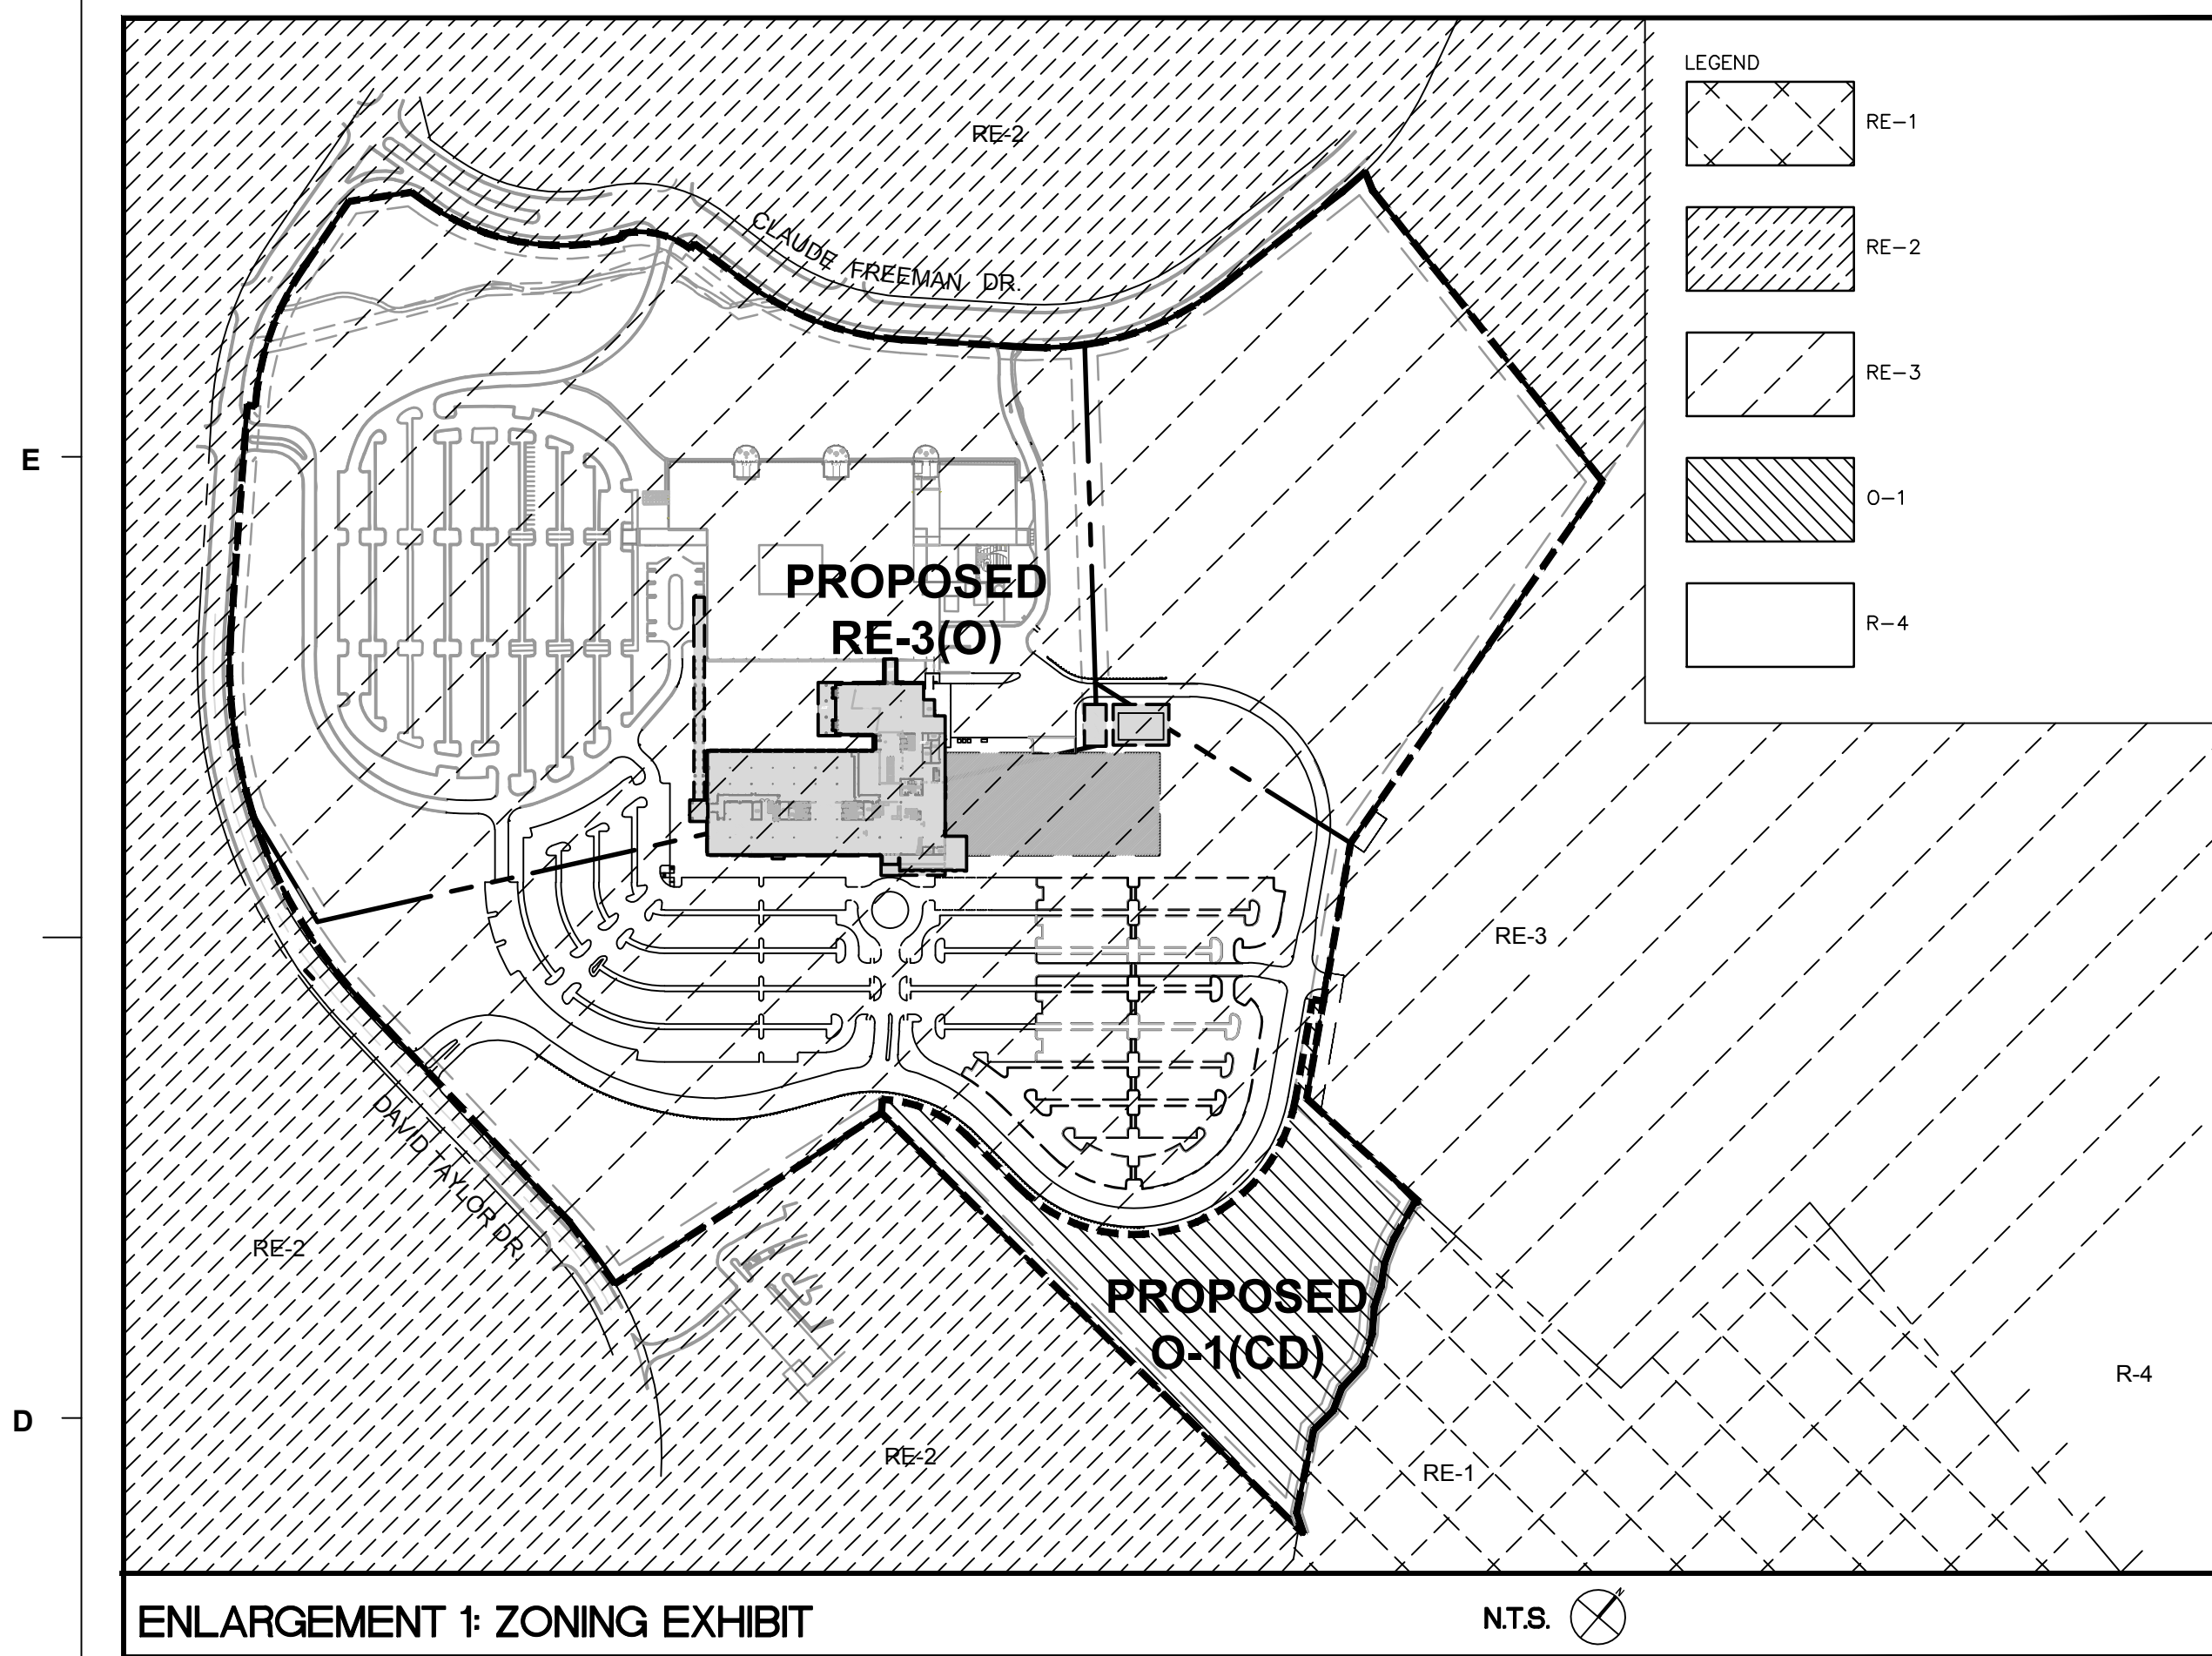 LEGEND
RE-1
RE-2
RE-3
O-1
R-4
RE-2
CLAUDE FREEMAN DR.
E
PROPOSED
RE-3(O)
RE-3
DAVID TAYLOR DR.
RE-2
PROPOSED
O-1(CD)
R-4
D
RE-2
RE-1
ENLARGEMENT 1: ZONING EXHIBIT
N.T.S.
N